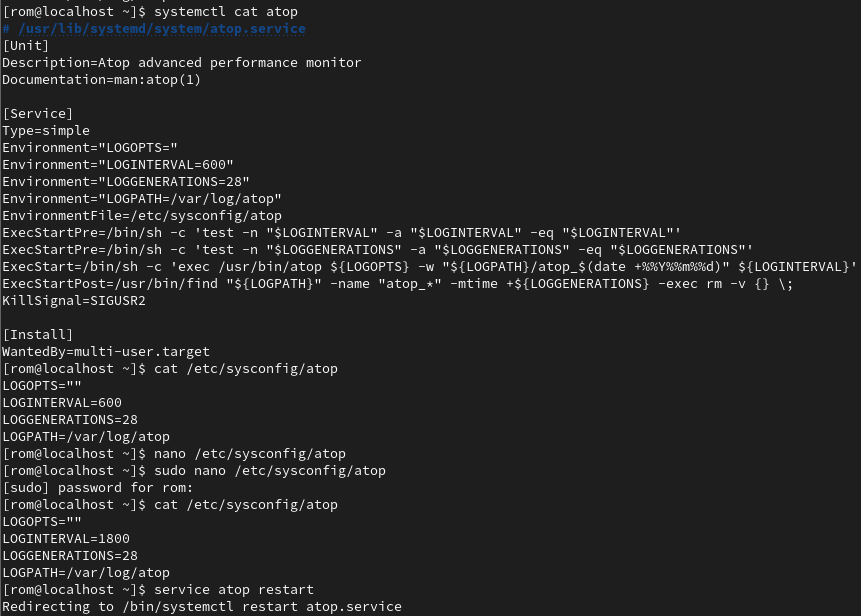 [rom@localhost ~]$ systemctl cat atop
# /usr/lib/systemd/system/atop.service
[Unit]
Description=Atop advanced performance monitor
Documentation=man:atop(1)

[Service]
Type=simple
Environment="LOGOPTS="
Environment="LOGINTERVAL=600"
Environment="LOGGENERATIONS=28"
Environment="LOGPATH=/var/log/atop"
EnvironmentFile=/etc/sysconfig/atop
ExecStartPre=/bin/sh -c 'test -n "$LOGINTERVAL" -a "$LOGINTERVAL" -eq "$LOGINTERVAL"'
ExecStartPre=/bin/sh -c 'test -n "$LOGGENERATIONS" -a "$LOGGENERATIONS" -eq "$LOGGENERATIONS"'
ExecStart=/bin/sh -c 'exec /usr/bin/atop ${LOGOPTS} -w "${LOGPATH}/atop_$(date +%%Y%%m%%d)" ${LOGINTERVAL}'
ExecStartPost=/usr/bin/find "${LOGPATH}" -name "atop_*" -mtime +${LOGGENERATIONS} -exec rm -v {} \;
KillSignal=SIGUSR2

[Install]
WantedBy=multi-user.target
[rom@localhost ~]$ cat /etc/sysconfig/atop
LOGOPTS=""
LOGINTERVAL=600
LOGGENERATIONS=28
LOGPATH=/var/log/atop
[rom@localhost ~]$ nano /etc/sysconfig/atop
[rom@localhost ~]$ sudo nano /etc/sysconfig/atop
[sudo] password for rom:
[rom@localhost ~]$ cat /etc/sysconfig/atop
LOGOPTS=""
LOGINTERVAL=1800
LOGGENERATIONS=28
LOGPATH=/var/log/atop
[rom@localhost ~]$ service atop restart
Redirecting to /bin/systemctl restart atop.service